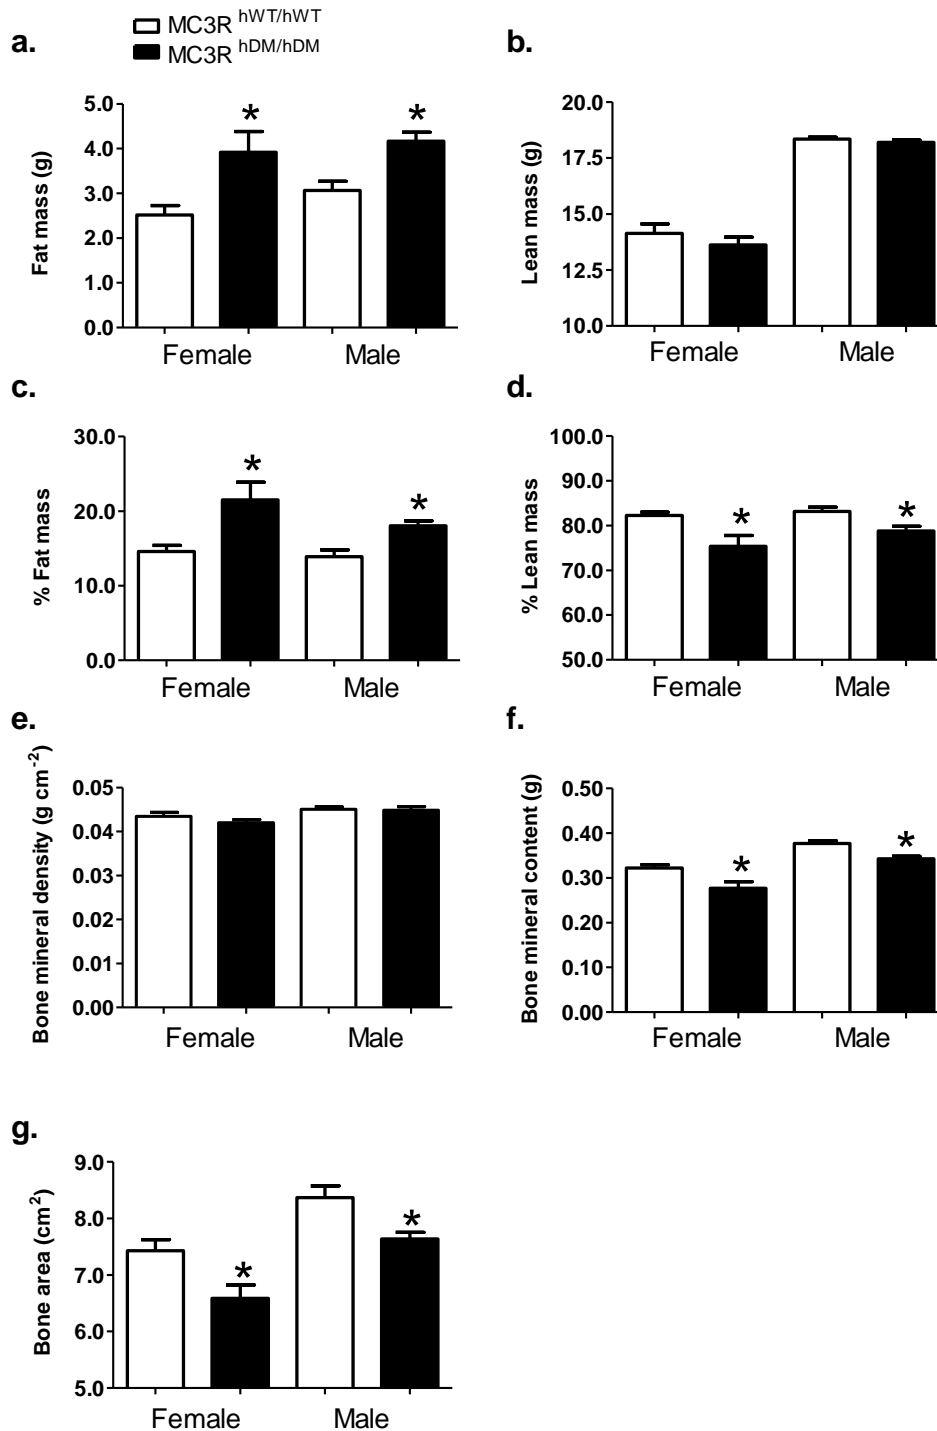 MC3R hWT/hWT
MC3R hDM/hDM
a.
Fat mass (g)
5.0
4.0
3.0
2.0
1.0
0.0
*
*
Female
Male
b.
Lean mass (g)
20.0
17.5
15.0
12.5
10.0
Female
Male
c.
% Fat mass
30.0
20.0
10.0
0.0
*
*
Female
Male
d.
% Lean mass
100.0
90.0
80.0
70.0
60.0
50.0
*
*
Female
Male
e.
Bone mineral density (g cm⁻²)
0.05
0.04
0.03
0.02
0.01
0.00
Female
Male
f.
Bone mineral content (g)
0.50
0.40
0.30
0.20
0.10
0.00
*
*
Female
Male
g.
Bone area (cm²)
9.0
8.0
7.0
6.0
5.0
*
*
Female
Male